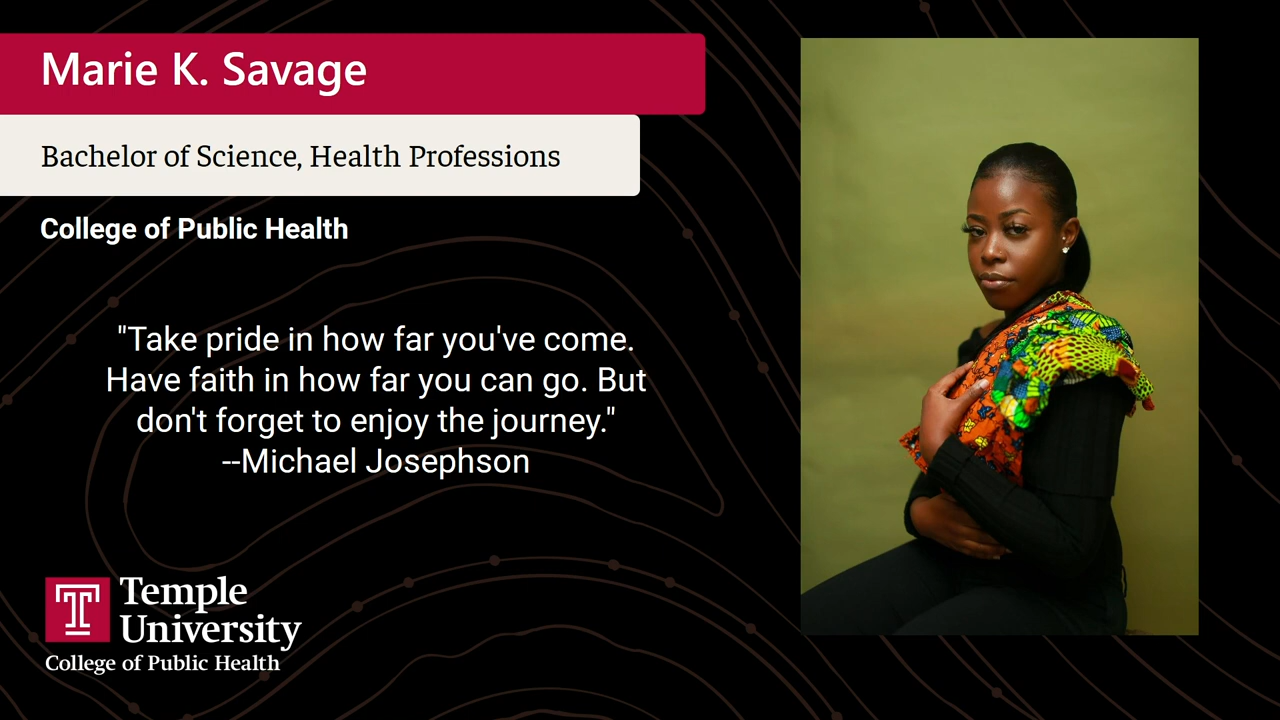 Marie K. Savage
Bachelor of Science, Health Professions
College of Public Health
"Take pride in how far you've come.
Have faith in how far you can go. But
don't forget to enjoy the journey."
--Michael Josephson
T
Temple
University
College of Public Health